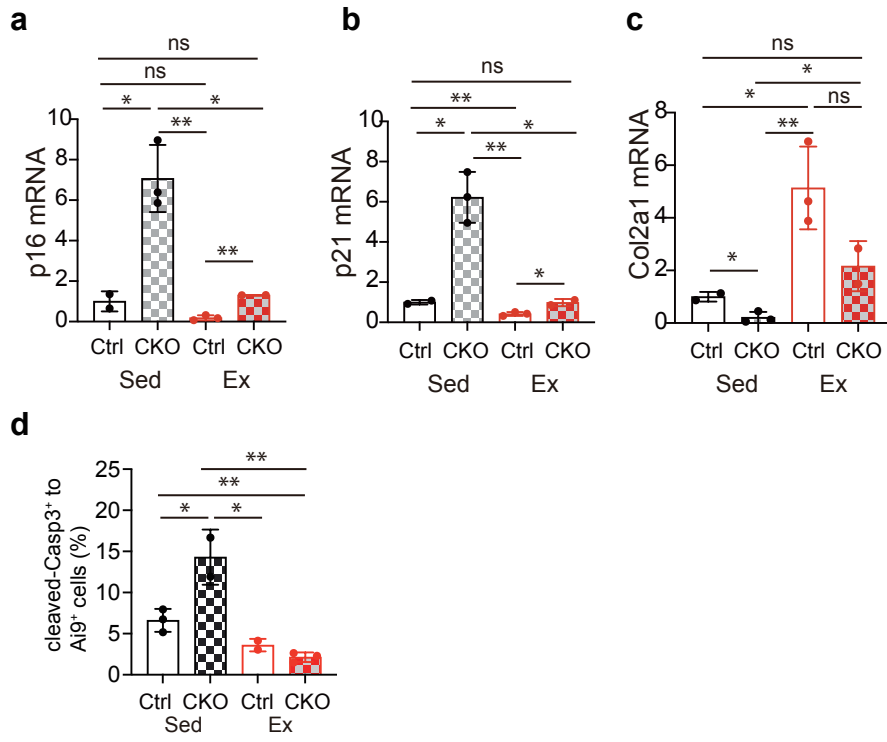 a
ns
ns
* *
**
10
8
6
4
2
0
p16 mRNA
**
Ctrl CKO Ctrl CKO
Sed Ex
b
ns
**
* *
**
10
8
6
4
2
0
p21 mRNA
*
Ctrl CKO Ctrl CKO
Sed Ex
c
ns
*
* ns
**
8
6
4
2
0
Col2a1 mRNA
*
Ctrl CKO Ctrl CKO
Sed Ex
d
**
**
* *
25
20
15
10
5
0
cleaved-Casp3⁺ to
Ai9⁺ cells (%)
Ctrl CKO Ctrl CKO
Sed Ex